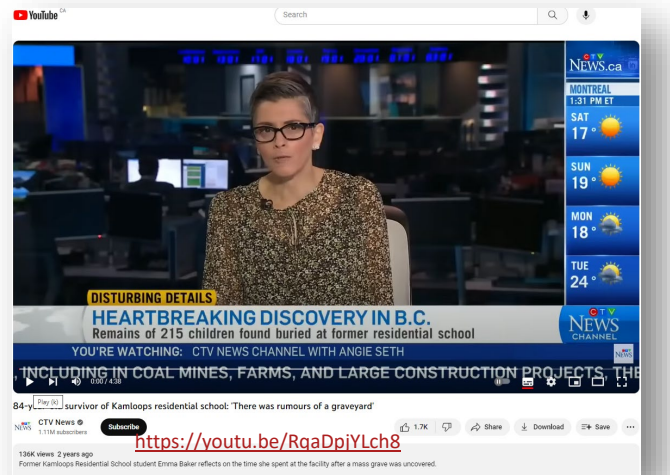 YouTube CA
Search
CTV
NEWS.ca
MONTREAL
1:31 PM ET
SAT
17°
SUN
19°
MON
18°
TUE
24°
DISTURBING DETAILS
HEARTBREAKING DISCOVERY IN B.C.
Remains of 215 children found buried at former residential school
CTV
NEWS
CHANNEL
YOU'RE WATCHING: CTV NEWS CHANNEL WITH ANGIE SETH
NEWS
, INCLUDING IN COAL MINES, FARMS, AND LARGE CONSTRUCTION PROJECTS, THE
0:00 / 4:38
Play (k)
84-y survivor of Kamloops residential school: 'There was rumours of a graveyard'
NEWS
CTV News
1.11M subscribers
Subscribe
1.7K
Share
Download
Save
https://youtu.be/RqaDpjYLch8
136K views 2 years ago
Former Kamloops Residential School student Emma Baker reflects on the time she spent at the facility after a mass grave was uncovered.